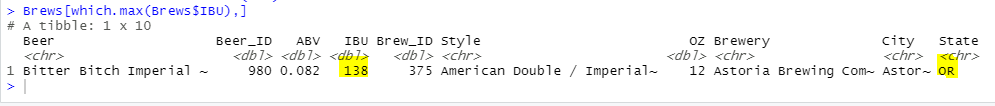 > Brews[which.max(Brews$IBU),]
# A tibble: 1 x 10
Beer Beer_ID ABV IBU Brew_ID Style OZ Brewery City State
<chr> <dbl> <dbl> <dbl> <dbl> <chr> <dbl> <chr> <chr> <chr>
1 Bitter Bitch Imperial ~ 980 0.082 138 375 American Double / Imperial~ 12 Astoria Brewing Com~ Astor~ OR
>